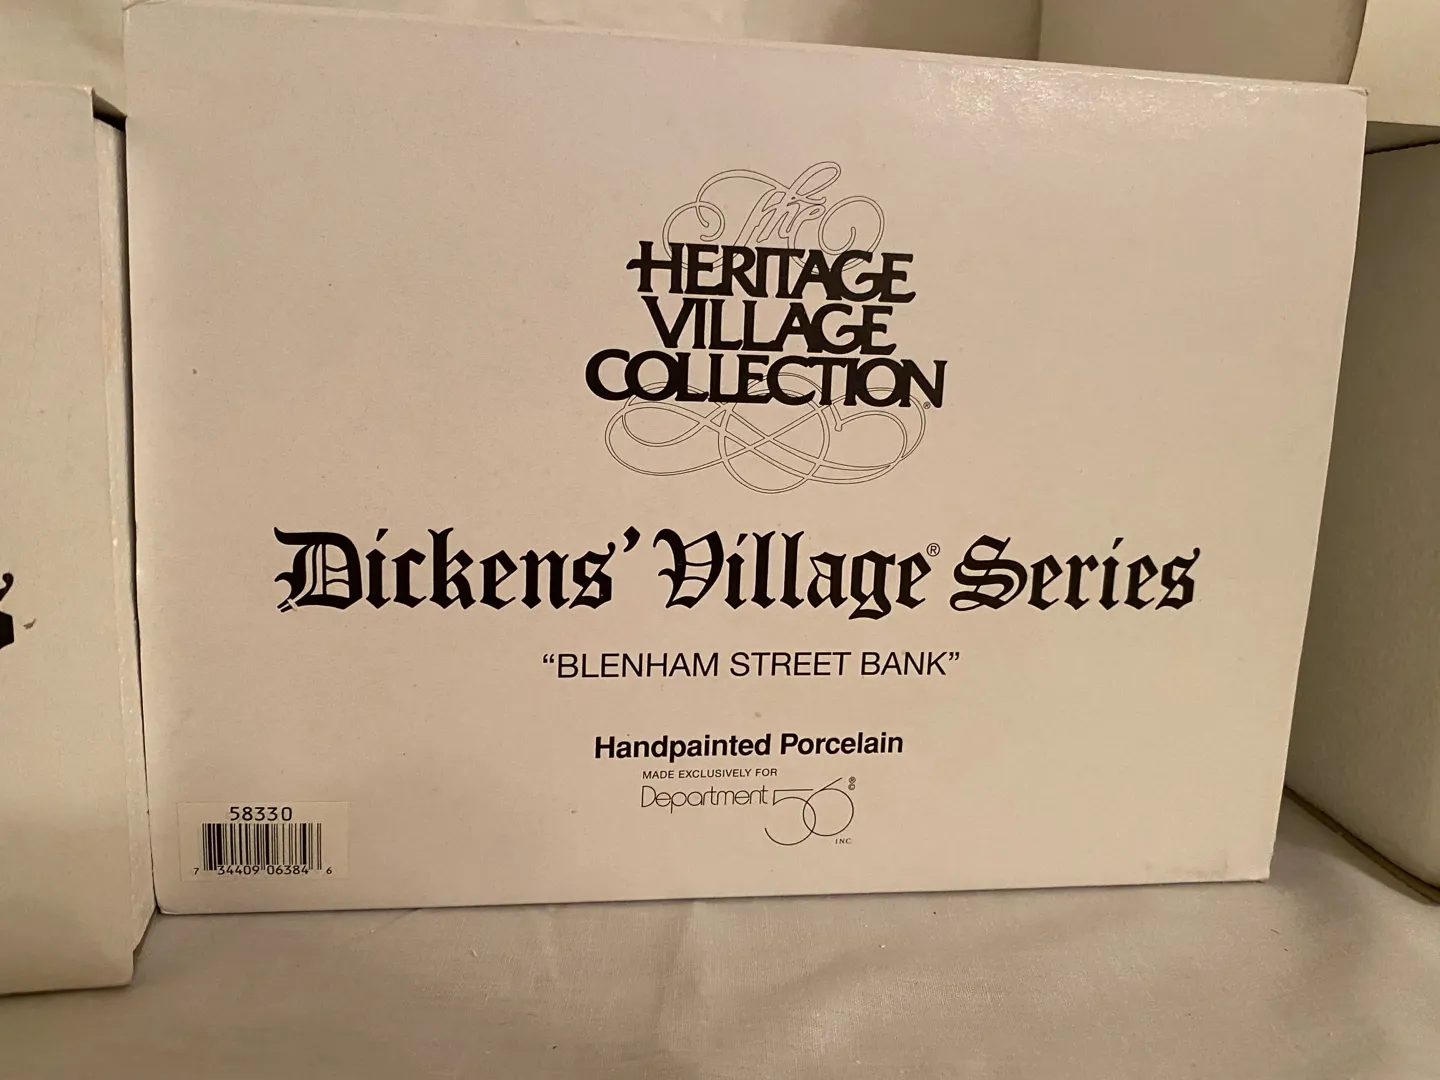 The
HERITAGE
VILLAGE
COLLECTION®
Dickens' Village® Series
“BLENHAM STREET BANK”
Handpainted Porcelain
MADE EXCLUSIVELY FOR
Department 56® ©
INC.
58330
7 34409 06384 6